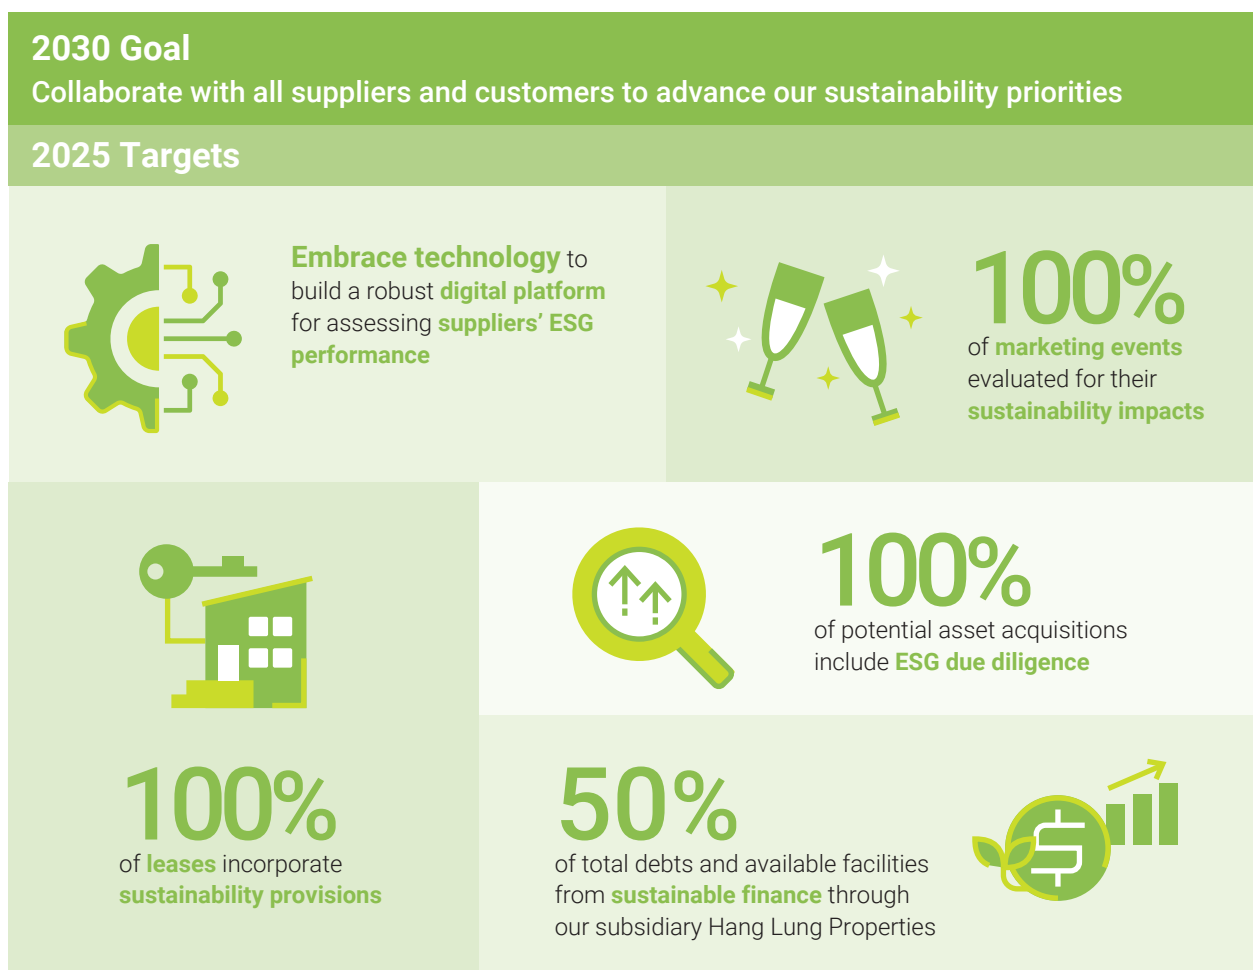 2030 Goal
Collaborate with all suppliers and customers to advance our sustainability priorities
2025 Targets
Embrace technology to
build a robust digital platform
for assessing suppliers’ ESG
performance
100%
of marketing events
evaluated for their
sustainability impacts
100%
of leases incorporate
sustainability provisions
100%
of potential asset acquisitions
include ESG due diligence
50%
of total debts and available facilities
from sustainable finance through
our subsidiary Hang Lung Properties